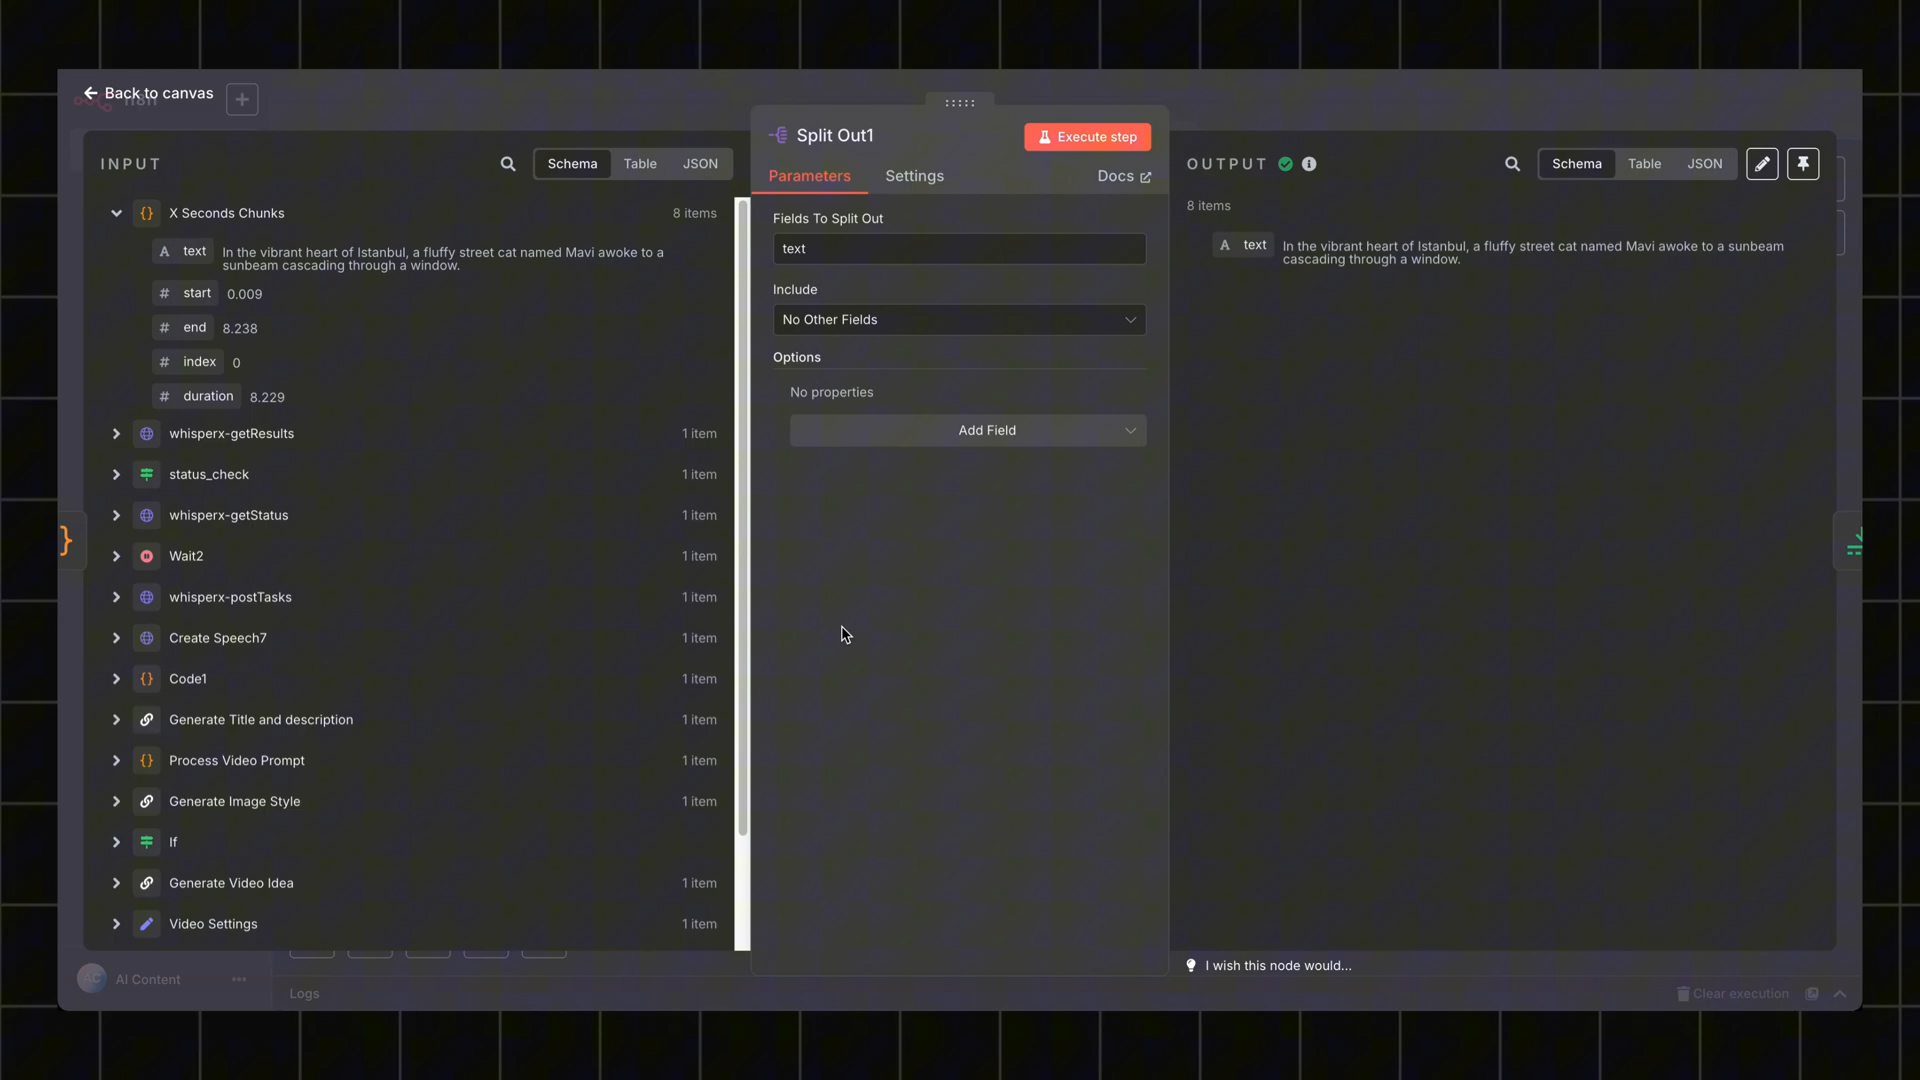 Back to canvas
n8n
INPUT
Schema
Table
JSON
X Seconds Chunks
8 items
A text In the vibrant heart of Istanbul, a fluffy street cat named Mavi awoke to a
sunbeam cascading through a window.
# start 0.009
# end 8.238
# index 0
# duration 8.229
whisperx-getResults 1 item
status_check 1 item
whisperx-getStatus 1 item
Wait2 1 item
whisperx-postTasks 1 item
Create Speech7 1 item
Code1 1 item
Generate Title and description 1 item
Process Video Prompt 1 item
Generate Image Style 1 item
If
Generate Video Idea 1 item
Video Settings 1 item
Split Out1
Execute step
Parameters
Settings
Docs
Fields To Split Out
text
Include
No Other Fields
Options
No properties
Add Field
OUTPUT
Schema
Table
JSON
8 items
A text In the vibrant heart of Istanbul, a fluffy street cat named Mavi awoke to a sunbeam
cascading through a window.
I wish this node would...
AC AI Content
Logs
Clear execution